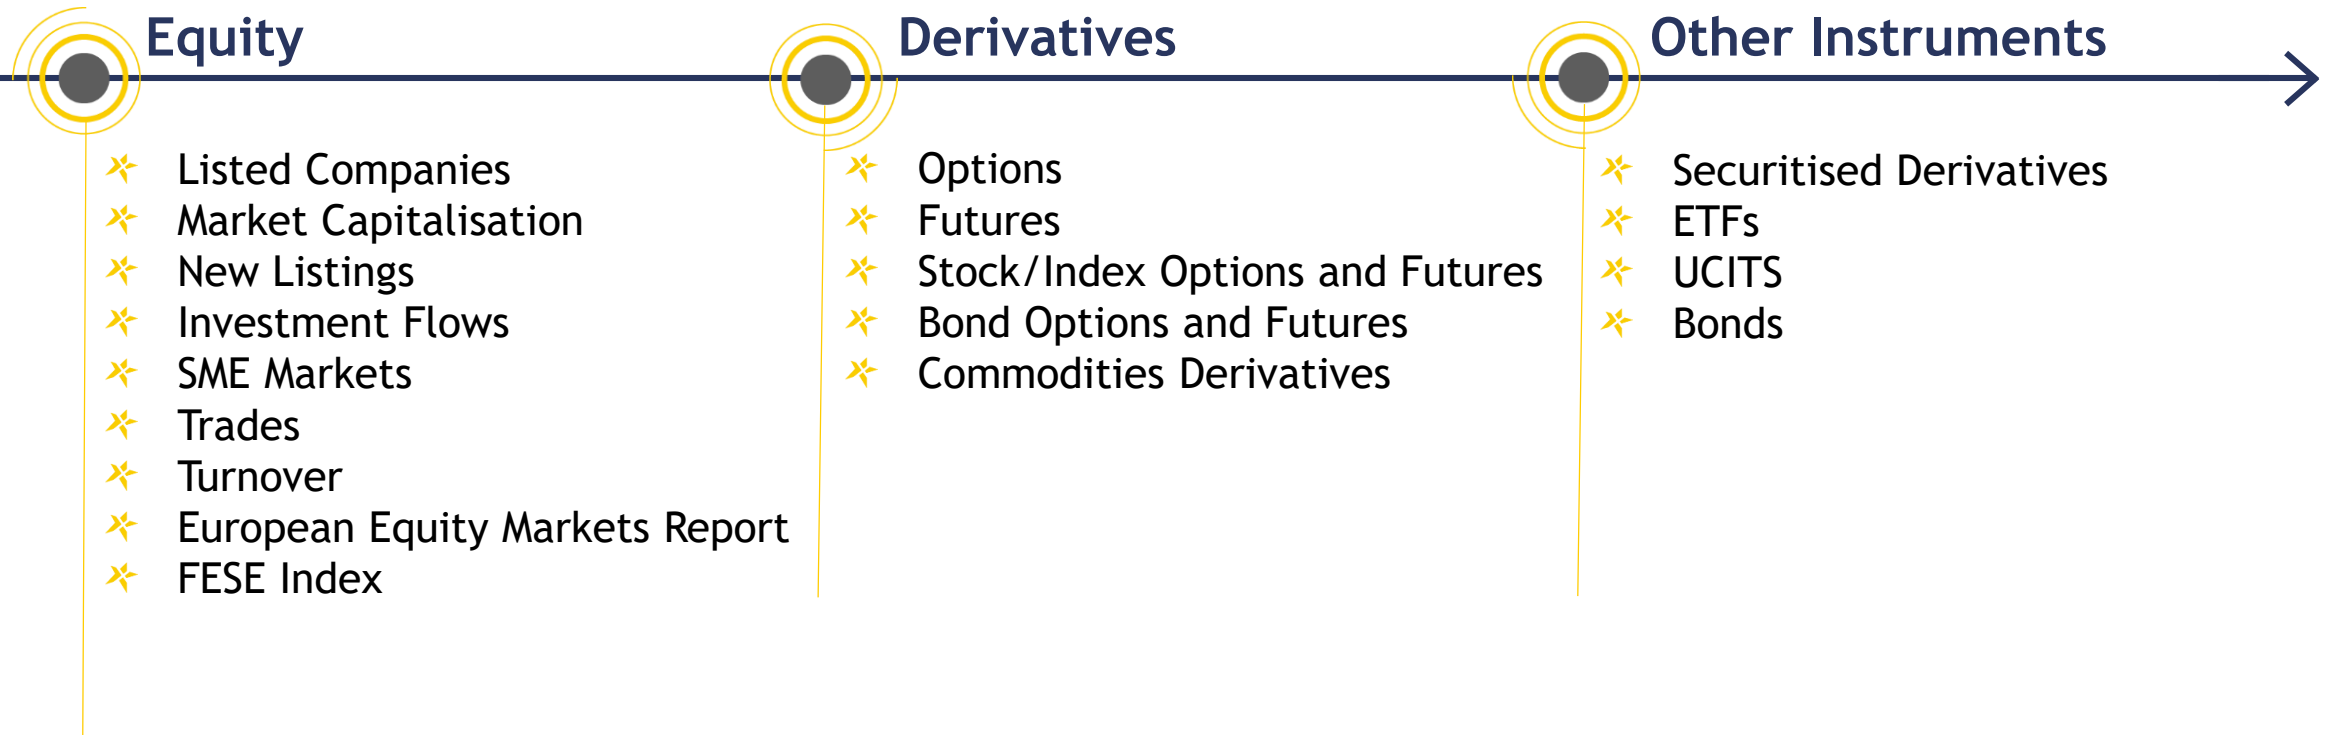 Equity
Listed Companies
Market Capitalisation
New Listings
Investment Flows
SME Markets
Trades
Turnover
European Equity Markets Report
FESE Index
Derivatives
Options
Futures
Stock/Index Options and Futures
Bond Options and Futures
Commodities Derivatives
Other Instruments
Securitised Derivatives
ETFs
UCITS
Bonds